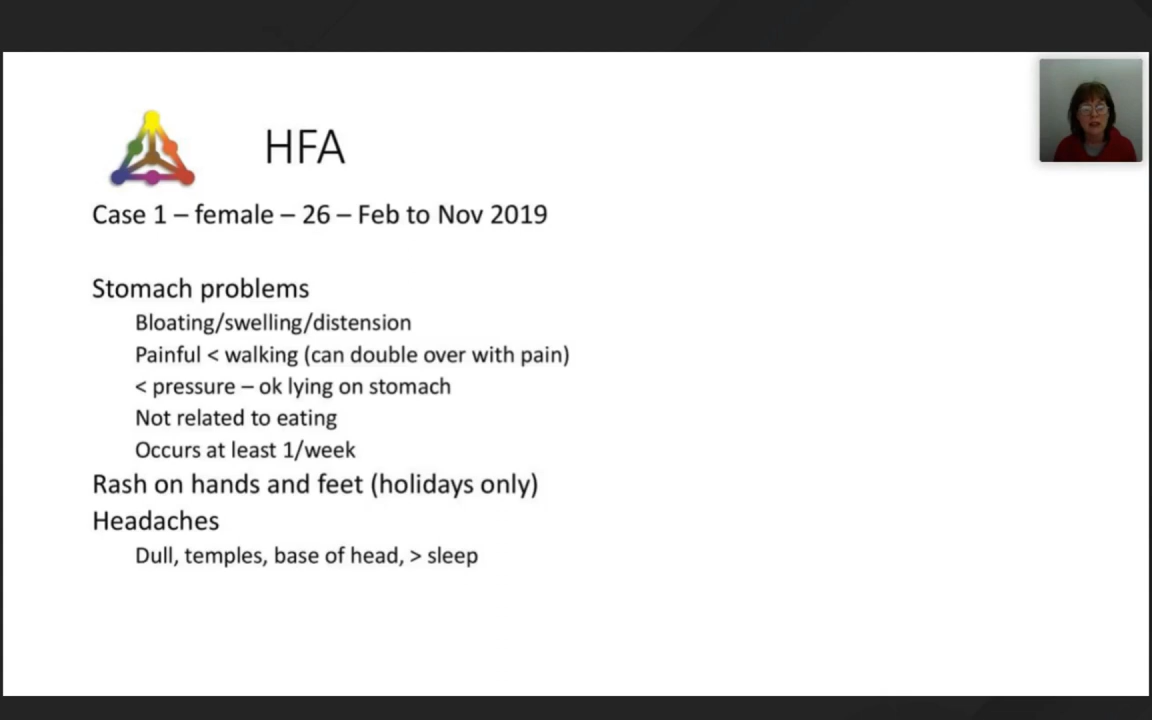 HFA
Case 1 – female – 26 – Feb to Nov 2019
Stomach problems
Bloating/swelling/distension
Painful < walking (can double over with pain)
< pressure – ok lying on stomach
Not related to eating
Occurs at least 1/week
Rash on hands and feet (holidays only)
Headaches
Dull, temples, base of head, > sleep